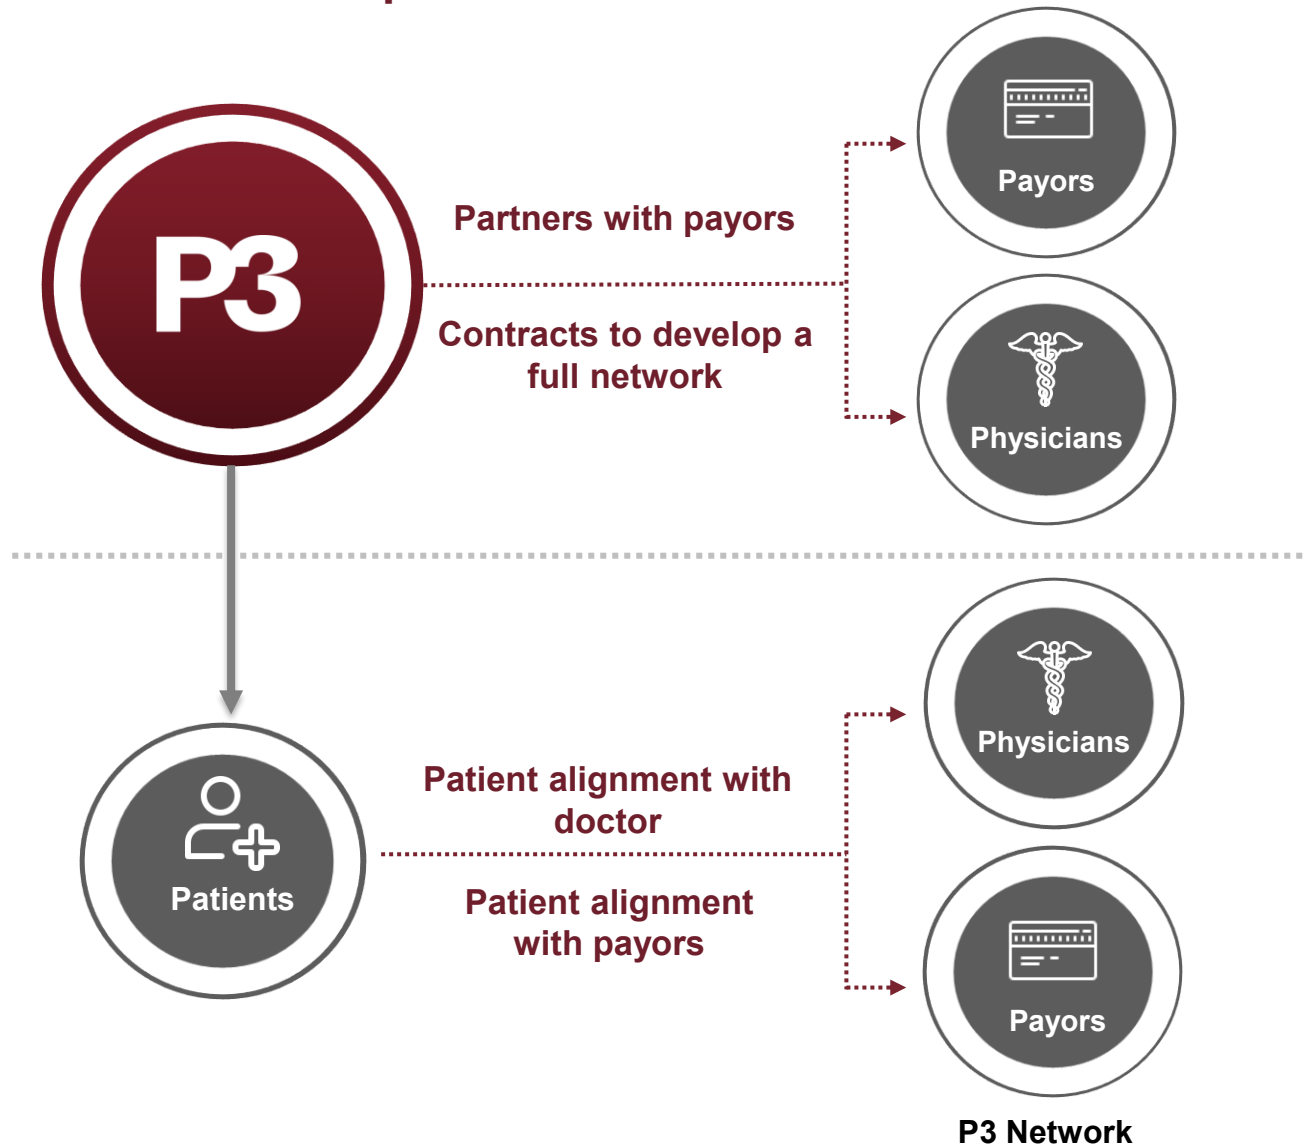 P3
Partners with payors
Contracts to develop a
full network
Payors
Physicians
Patients
Patient alignment with
doctor
Patient alignment
with payors
Physicians
Payors
P3 Network